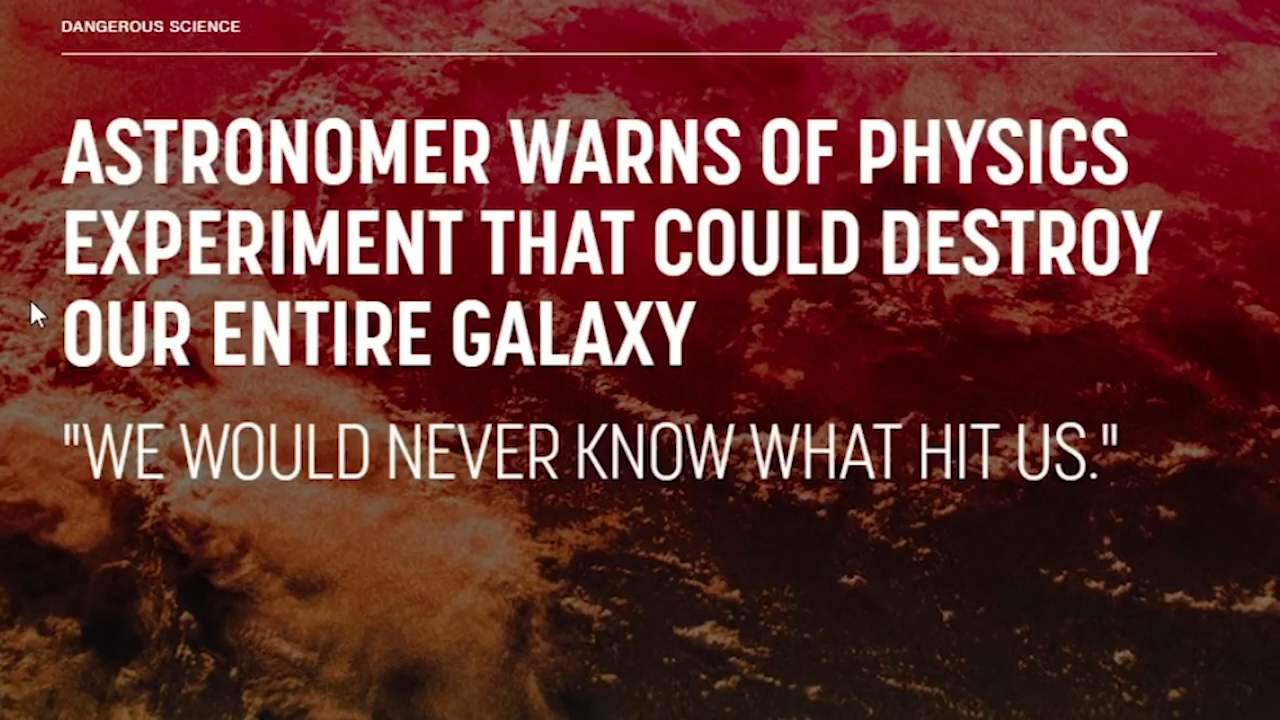 DANGEROUS SCIENCE
ASTRONOMER WARNS OF PHYSICS
EXPERIMENT THAT COULD DESTROY
OUR ENTIRE GALAXY
"WE WOULD NEVER KNOW WHAT HIT US."